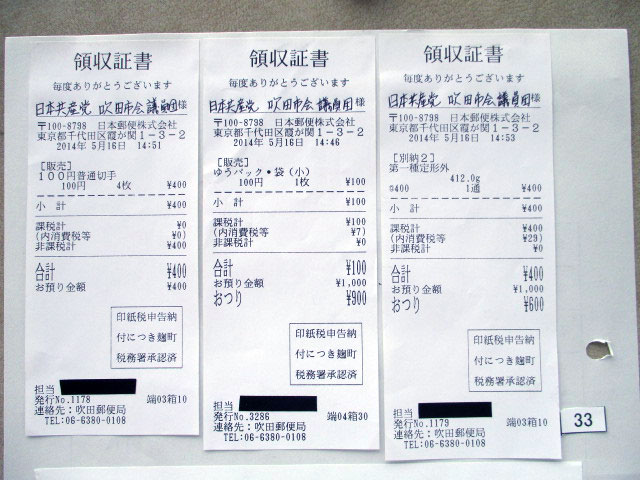 領収証書
毎度ありがとうございます
日本共産党 吹田市会議員団様
〒100-8798 日本郵便株式会社
東京都千代田区霞が関1-3-2
2014年 5月16日 14:51
[販売]
100円普通切手
100円 4枚 ¥400
小 計 ¥400
課税計 ¥0
(内消費税等 ¥0)
非課税計 ¥400
合計 ¥400
お預り金額 ¥400
印紙税申告納
付につき麹町
税務署承認済
担当
発行No.1178 端03箱10
連絡先:吹田郵便局
TEL:06-6380-0108
領収証書
毎度ありがとうございます
日本共産党 吹田市会議員団様
〒100-8798 日本郵便株式会社
東京都千代田区霞が関1-3-2
2014年 5月16日 14:46
[販売]
ゆうパック・袋(小)
100円 1枚 ¥100
小 計 ¥100
課税計 ¥100
(内消費税等 ¥7)
非課税計 ¥0
合計 ¥100
お預り金額 ¥1,000
おつり ¥900
印紙税申告納
付につき麹町
税務署承認済
担当
発行No.3286 端04箱30
連絡先:吹田郵便局
TEL:06-6380-0108
領収証書
毎度ありがとうございます
日本共産党 吹田市会議員団様
〒100-8798 日本郵便株式会社
東京都千代田区霞が関1-3-2
2014年 5月16日 14:53
[別納2]
第一種定形外
412.0g
@400 1通 ¥400
小 計 ¥400
課税計 ¥400
(内消費税等 ¥29)
非課税計 ¥0
合計 ¥400
お預り金額 ¥1,000
おつり ¥600
印紙税申告納
付につき麹町
税務署承認済
担当
発行No.1179 端03箱10
連絡先:吹田郵便局
TEL:06-6380-0108
33